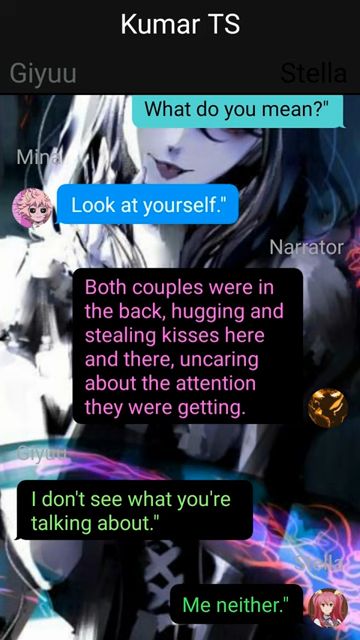 Kumar TS
Giyuu
Stella
What do you mean?"
Mina
Look at yourself."
Narrator
Both couples were in
the back, hugging and
stealing kisses here
and there, uncaring
about the attention
they were getting.
Giyuu
I don't see what you're
talking about."
Stella
Me neither."